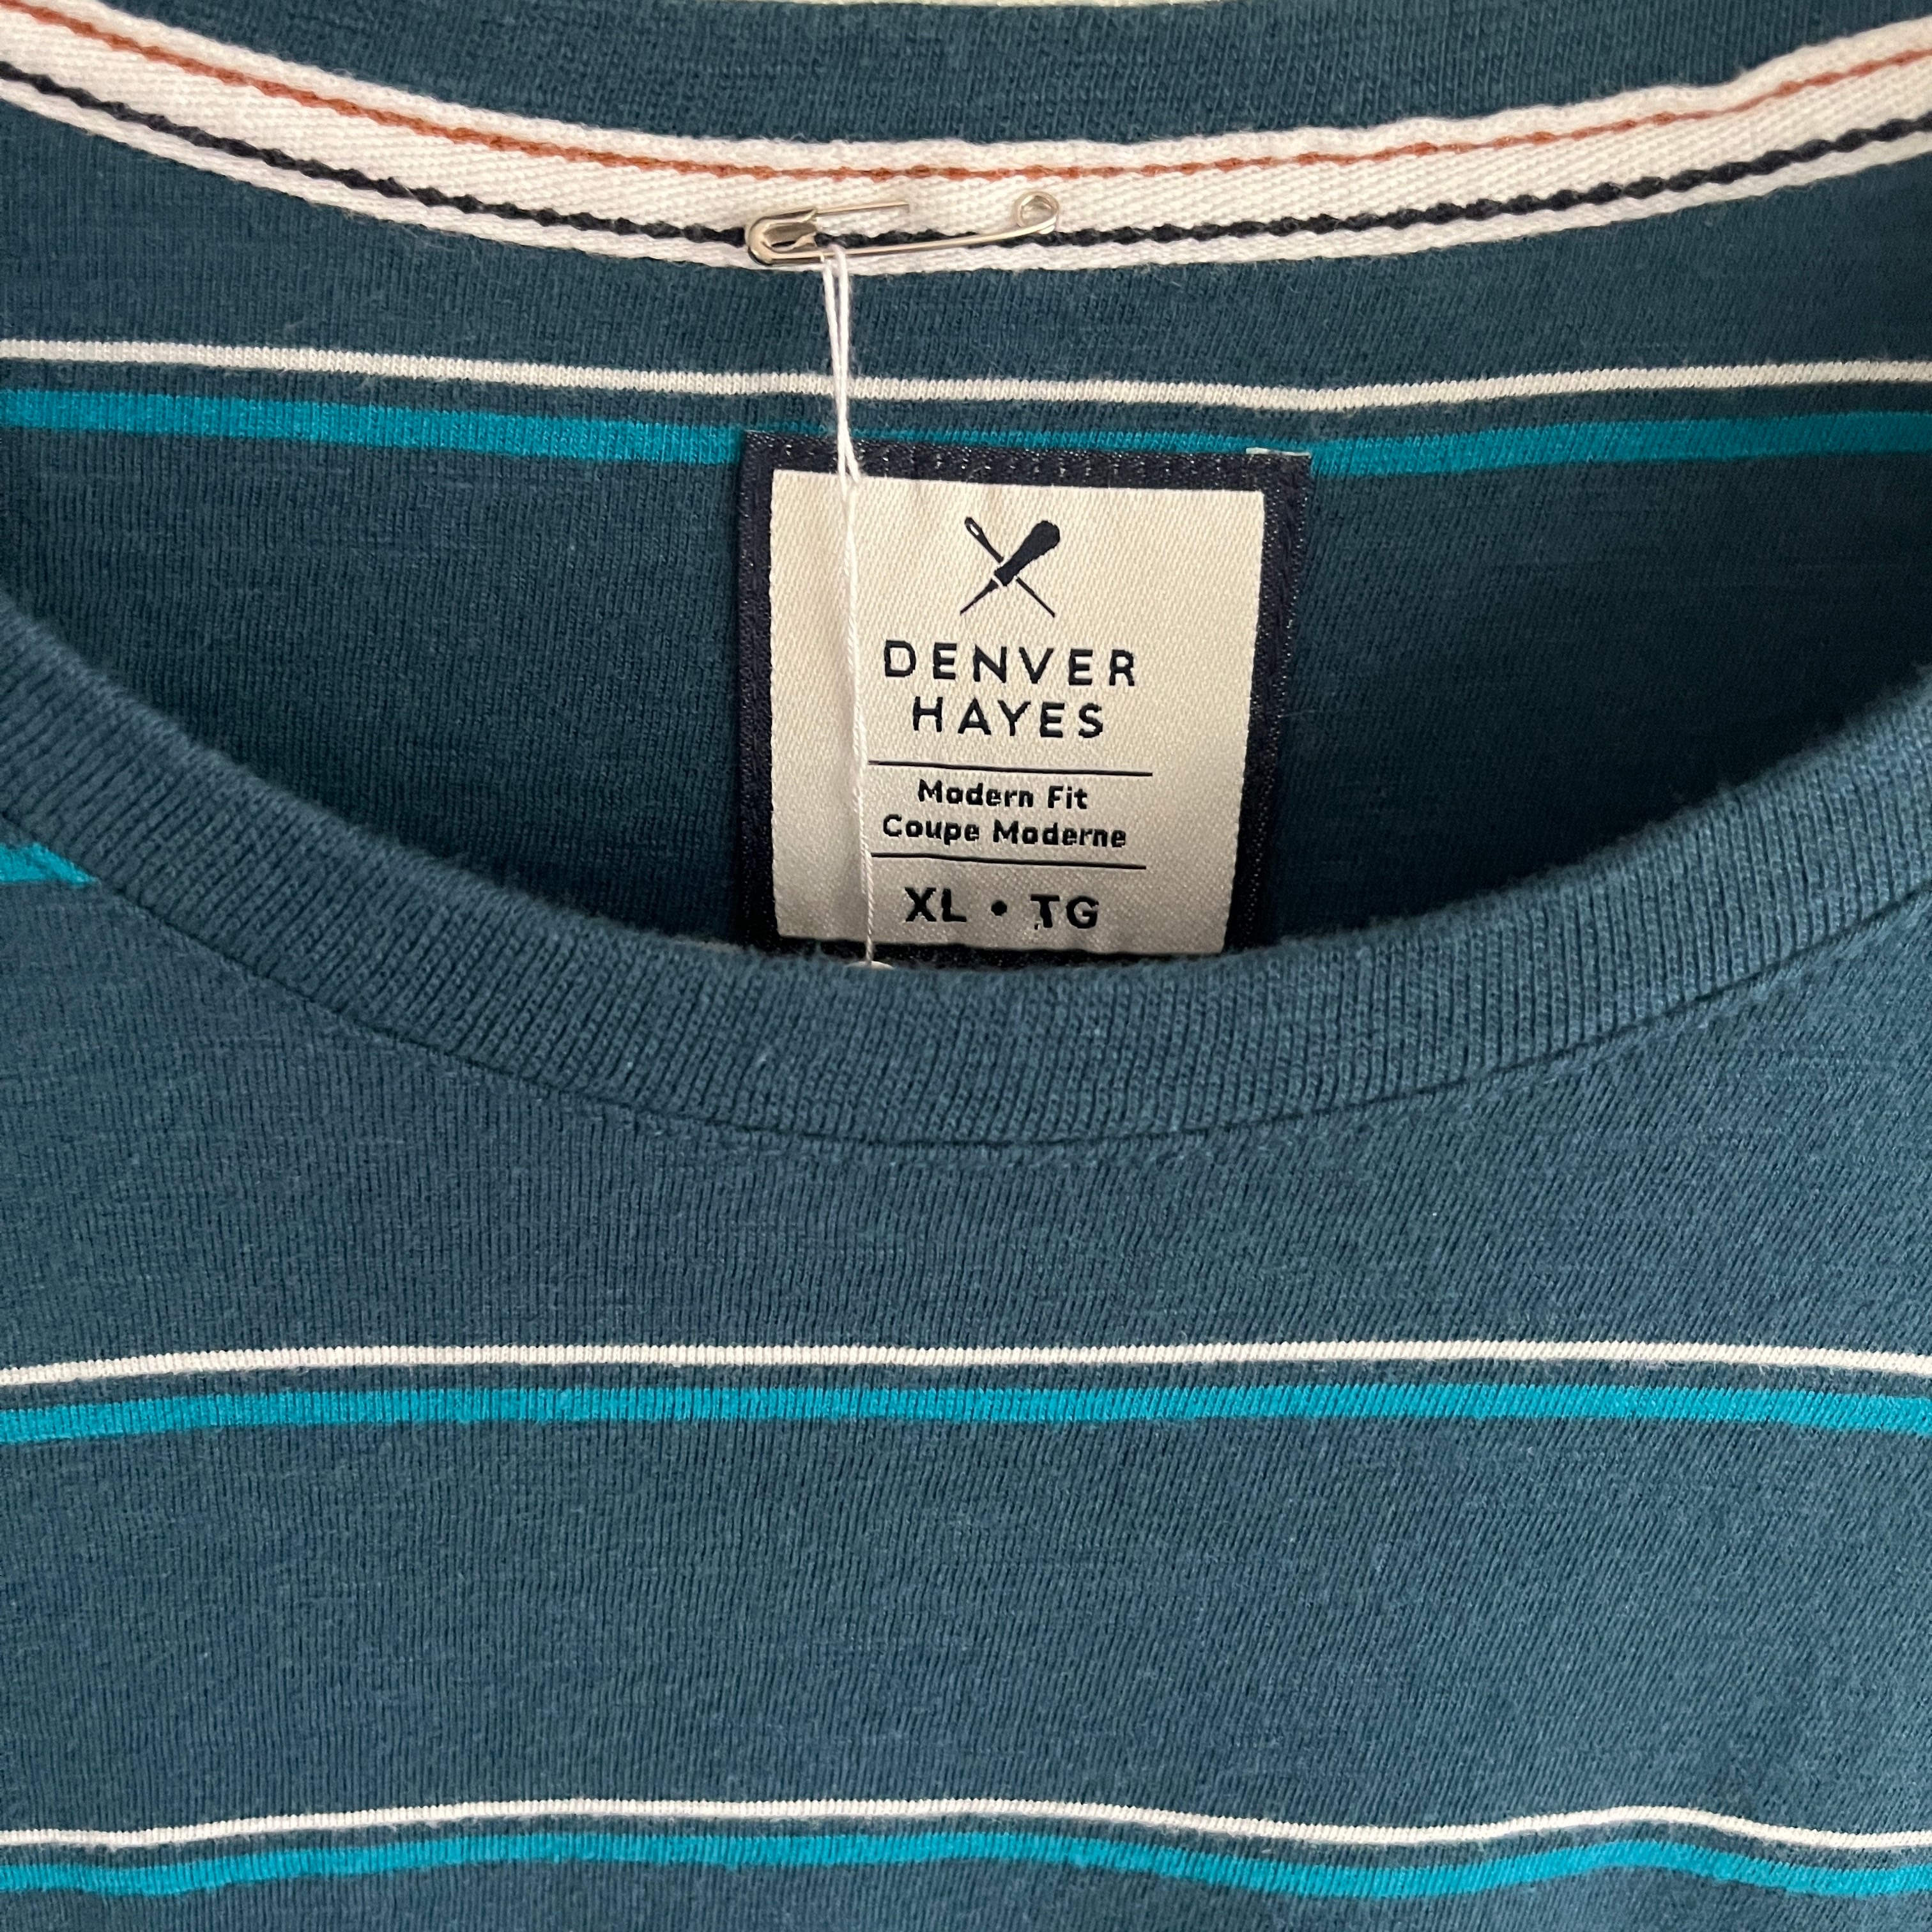 DENVER
HAYES
Modern Fit
Coupe Moderne
XL • TG